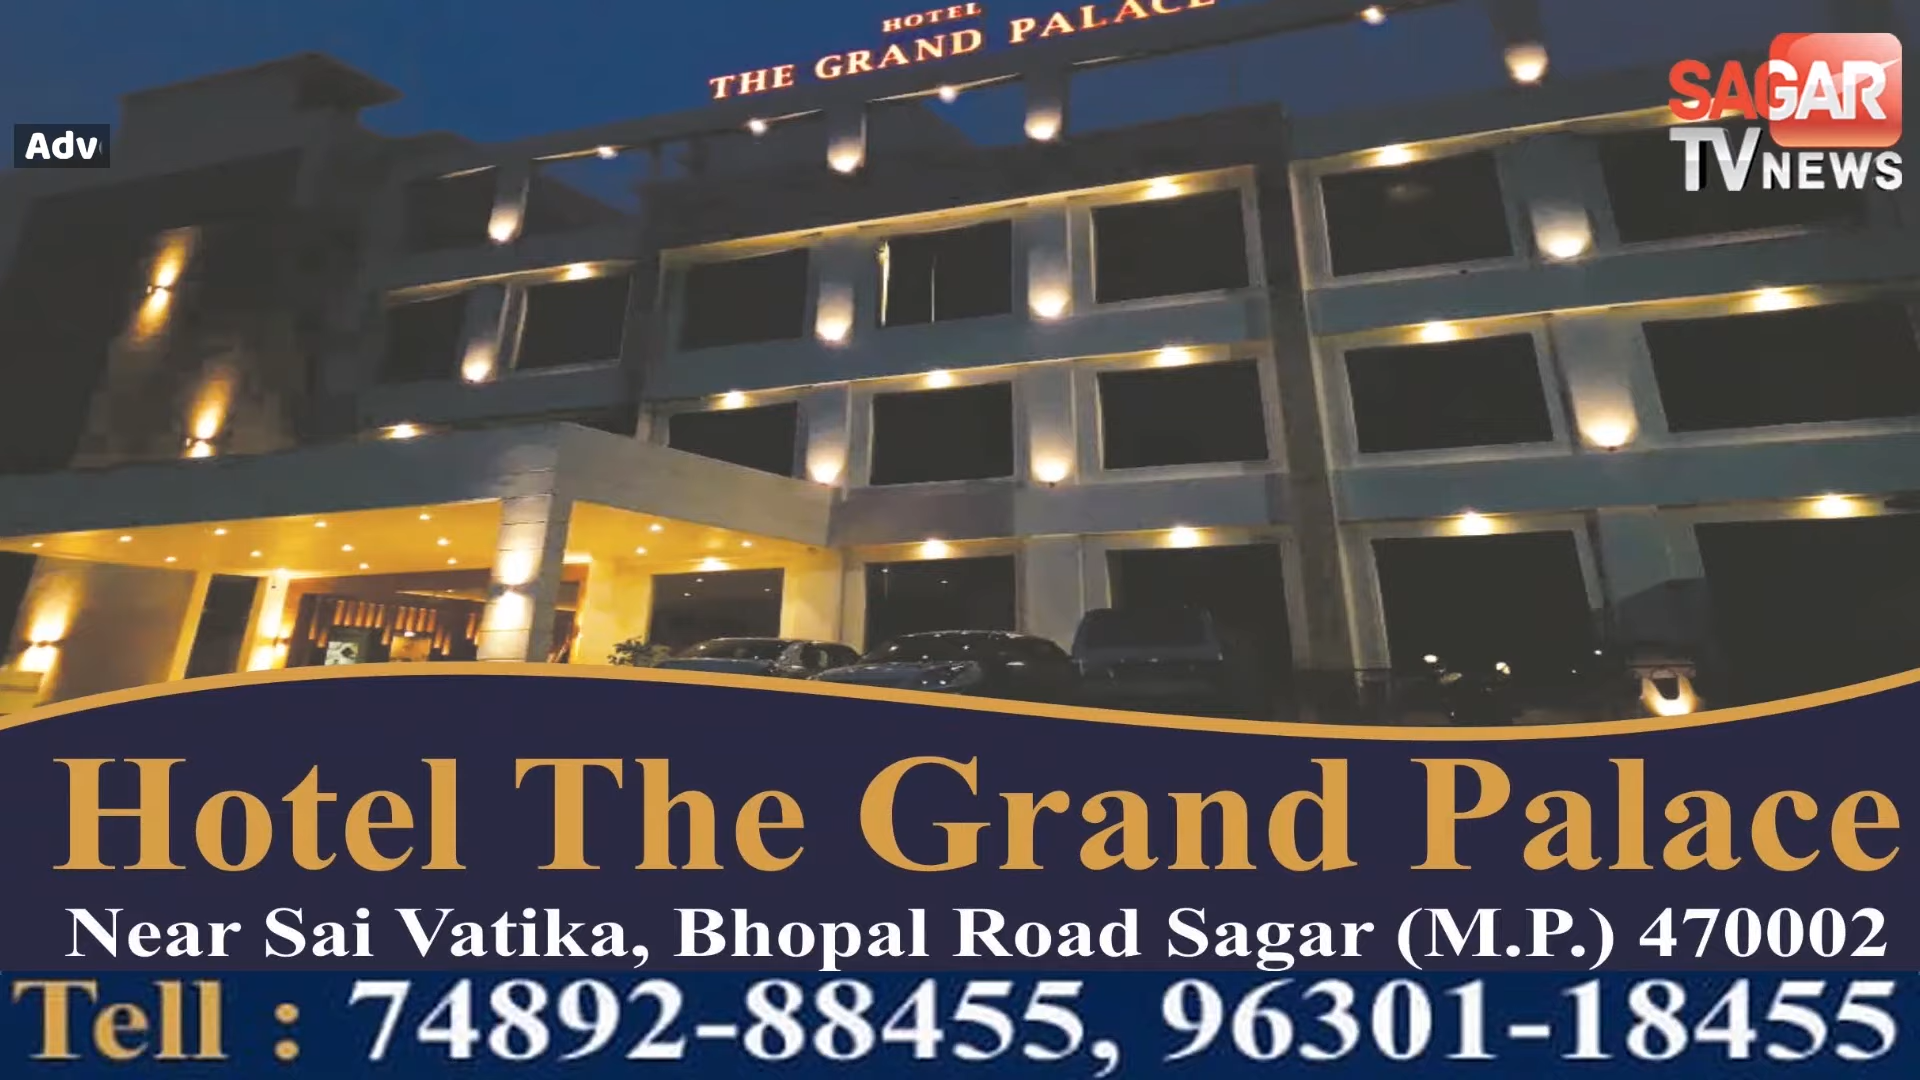 HOTEL
THE GRAND PALACE
SAGAR
TV NEWS
Adv
Hotel The Grand Palace
Near Sai Vatika, Bhopal Road Sagar (M.P.) 470002
Tell : 74892-88455, 96301-18455